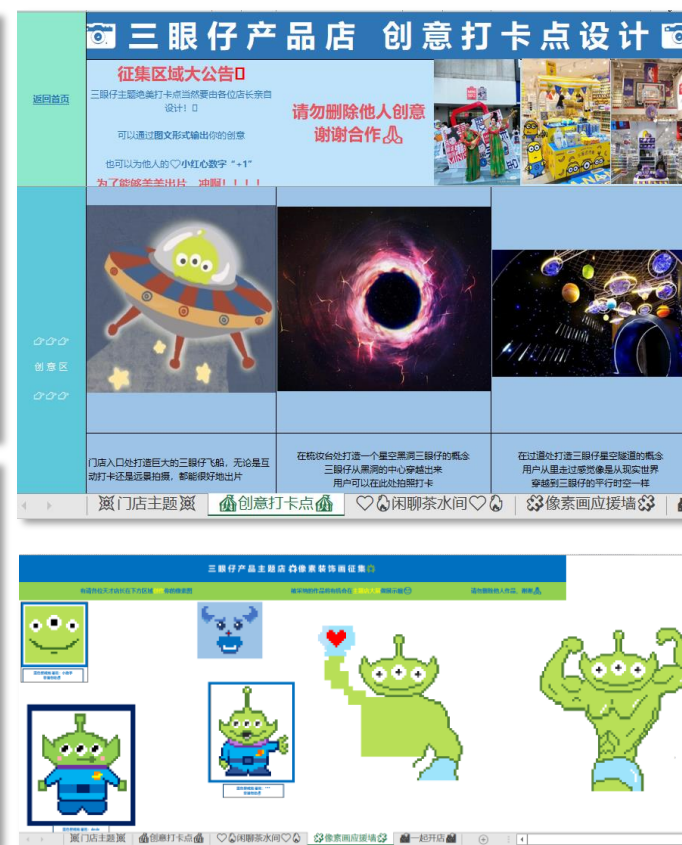 三眼仔产品店 创意打卡点设计
返回首页
征集区域大公告
三眼仔主题绝美打卡点当然要由各位店长亲自
设计！
可以通过图文形式输出你的创意
也可以为他人的♡小红心数字“+1”
为了能够美美出片，冲啊！！！！
请勿删除他人创意
谢谢合作
创意区
门店入口处打造巨大的三眼仔飞船，无论是互
动打卡还是远景拍摄，都能很好地出片
在梳妆台处打造一个星空黑洞三眼仔的概念
三眼仔从黑洞的中心穿越出来
用户可以在此处拍照打卡
在过道处打造三眼仔星空隧道的概念
用户从里走过感觉像是从现实世界
穿越到三眼仔的平行时空一样
门店主题
创意打卡点
♡闲聊茶水间♡
像素画应援墙
三眼仔产品主题店 像素装饰画征集
请勿删除他人作品，谢谢
门店主题
创意打卡点
♡闲聊茶水间♡
像素画应援墙
一起开店